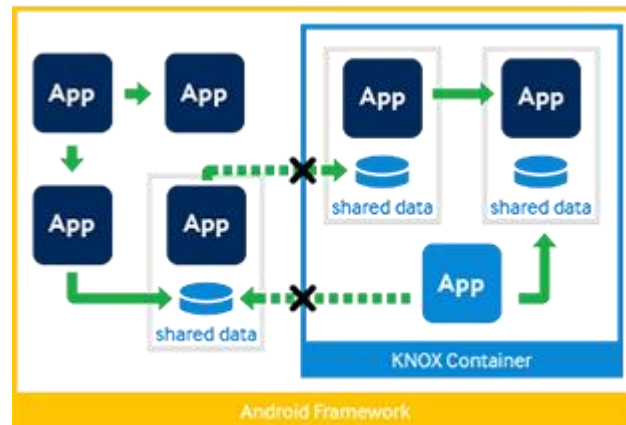 App
App
App
App
shared data
shared data
App
App
App
shared data
KNOX Container
Android Framework